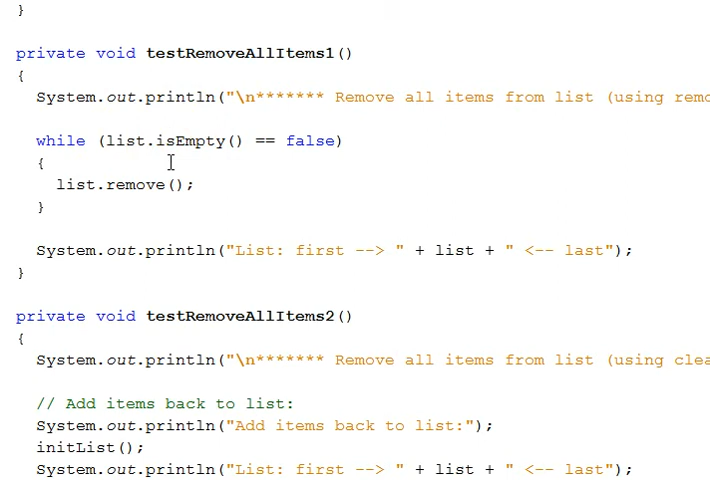 }
private void testRemoveAllItems1()
{
System.out.println("\n******* Remove all items from list (using
while (list.isEmpty() == false)
{
list.remove();
}
System.out.println("List: first --> " + list + " <-- last");
}
private void testRemoveAllItems2()
{
System.out.println("\n******* Remove all items from list (using
// Add items back to list:
System.out.println("Add items back to list:");
initList();
System.out.println("List: first --> " + list + " <-- last");